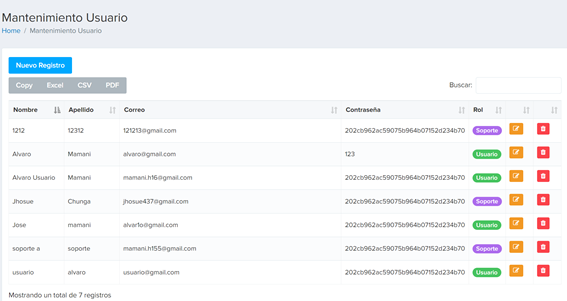 Mantenimiento Usuario
Home / Mantenimiento Usuario
Nuevo Registro
Copy Excel CSV PDF
Buscar:
Nombre Apellido Correo Contraseña Rol
1212 12312 121213@gmail.com 202cb962ac59075b964b07152d234b70 Soporte
Alvaro Mamani alvaro@gmail.com 123 Usuario
Alvaro Usuario Mamani mamani.h16@gmail.com 202cb962ac59075b964b07152d234b70 Usuario
Jhosue Chunga jhosue437@gmail.com 202cb962ac59075b964b07152d234b70 Soporte
Jose mamani alvar1o@gmail.com 202cb962ac59075b964b07152d234b70 Usuario
soporte a soporte mamani.h155@gmail.com 202cb962ac59075b964b07152d234b70 Soporte
usuario alvaro usuario@gmail.com 202cb962ac59075b964b07152d234b70 Usuario
Mostrando un total de 7 registros